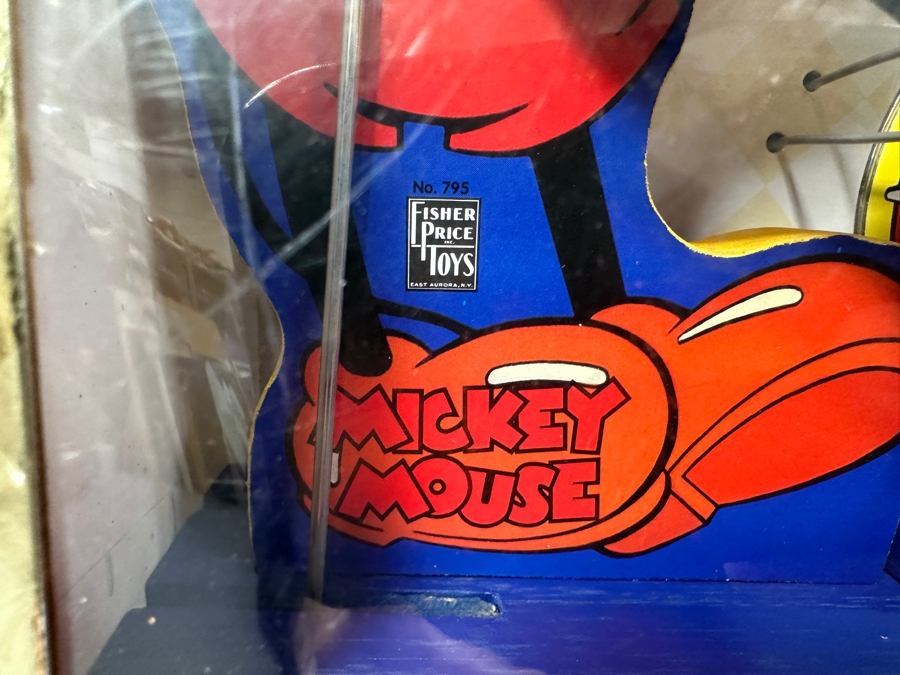 No. 795
FISHER
PRICE
INC.
TOYS
EAST AURORA, N.Y.
MICKEY
MOUSE